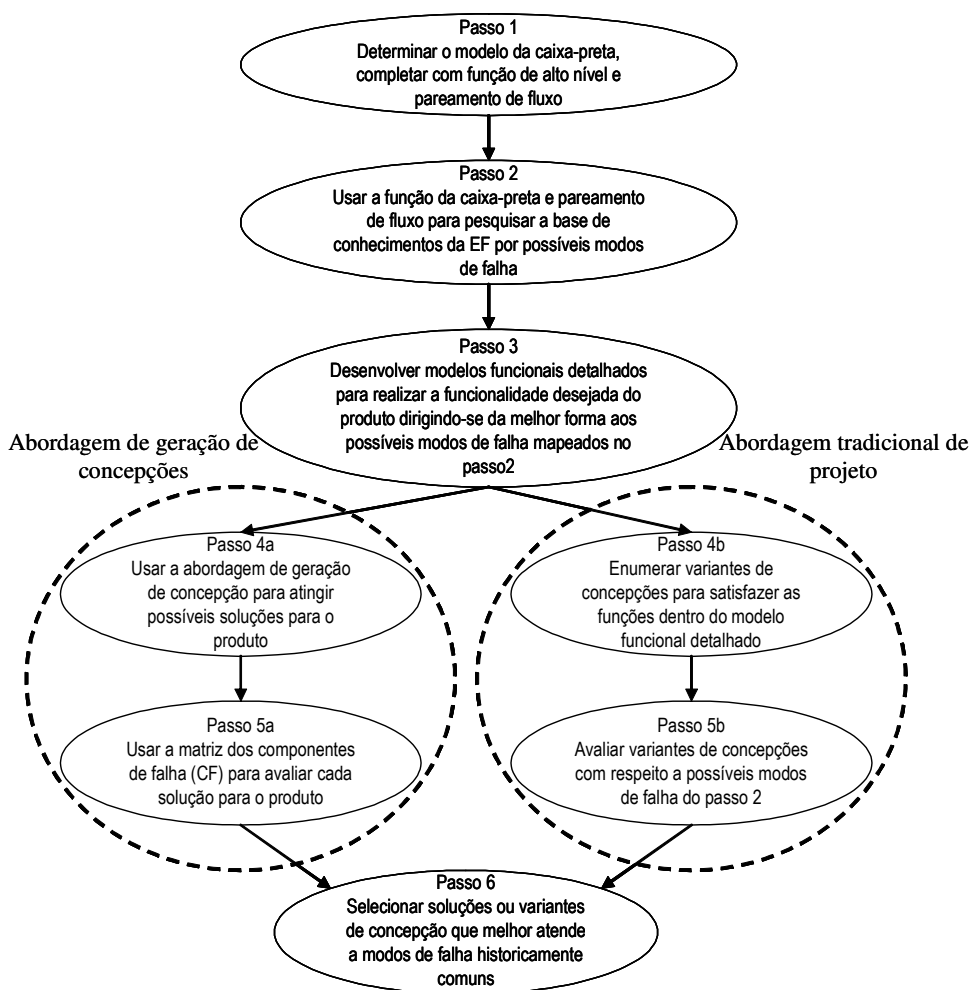 Passo 1
Determinar o modelo da caixa-preta,
completar com função de alto nível e
pareamento de fluxo
Passo 2
Usar a função da caixa-preta e pareamento
de fluxo para pesquisar a base de
conhecimentos da EF por possíveis modos
de falha
Passo 3
Desenvolver modelos funcionais detalhados
para realizar a funcionalidade desejada do
produto dirigindo-se da melhor forma aos
possíveis modos de falha mapeados no
passo2
Abordagem de geração de
concepções
Abordagem tradicional de
projeto
Passo 4a
Usar a abordagem de geração
de concepção para atingir
possíveis soluções para o
produto
Passo 4b
Enumerar variantes de
concepções para satisfazer as
funções dentro do modelo
funcional detalhado
Passo 5a
Usar a matriz dos componentes
de falha (CF) para avaliar cada
solução para o produto
Passo 5b
Avaliar variantes de concepções
com respeito a possíveis modos
de falha do passo 2
Passo 6
Selecionar soluções ou variantes
de concepção que melhor atende
a modos de falha historicamente
comuns